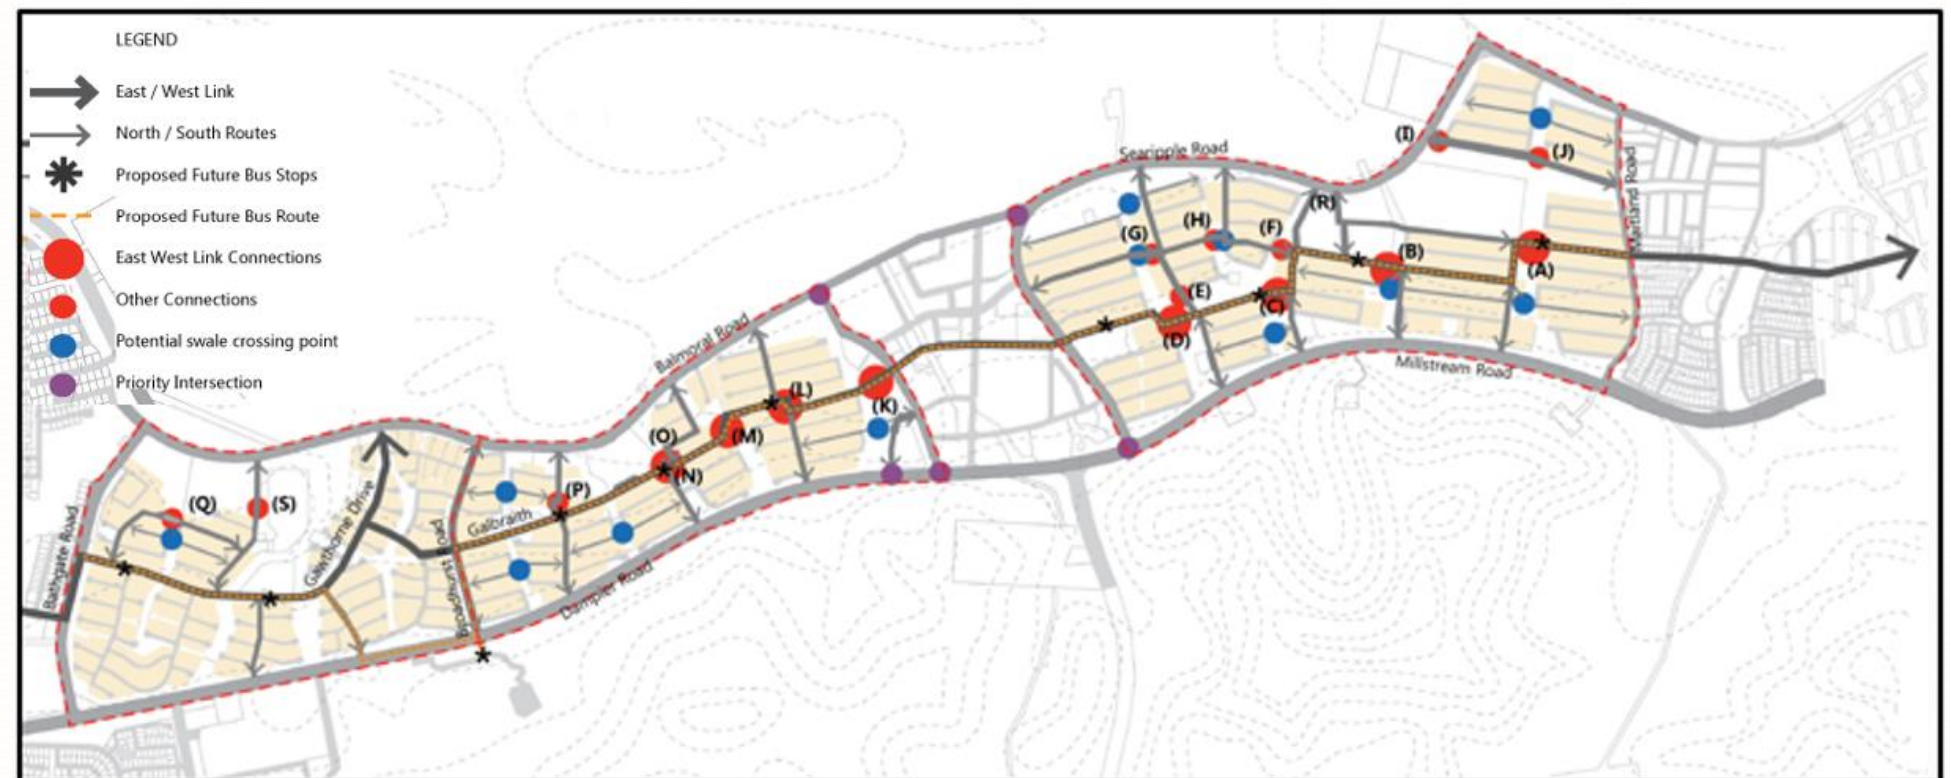 LEGEND
East / West Link
North / South Routes
Proposed Future Bus Stops
Proposed Future Bus Route
East West Link Connections
Other Connections
Potential swale crossing point
Priority Intersection
Searipple Road
Maitland Road
Millstream Road
Balmoral Road
Dampier Road
Galbraith
Broadhurst Road
Gawthorne Drive
Bathgate Road
(I)
(J)
(R)
(H)
(F)
(G)
(B)
(A)
(E)
(C)
(D)
(L)
(K)
(M)
(O)
(N)
(P)
(Q)
(S)